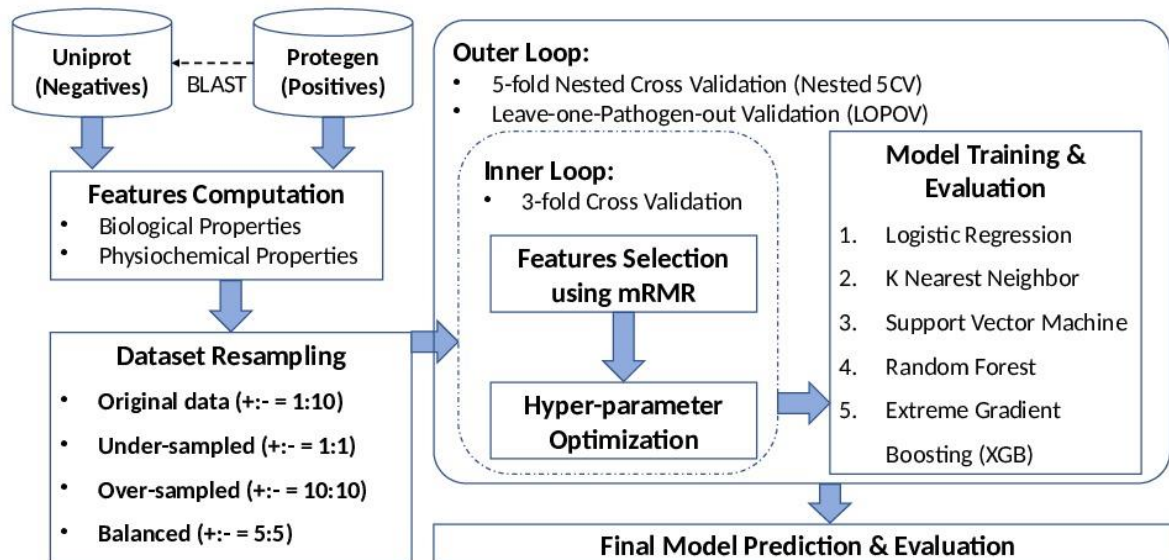 Uniprot
(Negatives)
BLAST
Protegen
(Positives)
Features Computation
• Biological Properties
• Physiochemical Properties
Dataset Resampling
• Original data (+:- = 1:10)
• Under-sampled (+:- = 1:1)
• Over-sampled (+:- = 10:10)
• Balanced (+:- = 5:5)
Outer Loop:
• 5-fold Nested Cross Validation (Nested 5CV)
• Leave-one-Pathogen-out Validation (LOPOV)
Inner Loop:
• 3-fold Cross Validation
Features Selection
using mRMR
Hyper-parameter
Optimization
Model Training &
Evaluation
1. Logistic Regression
2. K Nearest Neighbor
3. Support Vector Machine
4. Random Forest
5. Extreme Gradient
Boosting (XGB)
Final Model Prediction & Evaluation